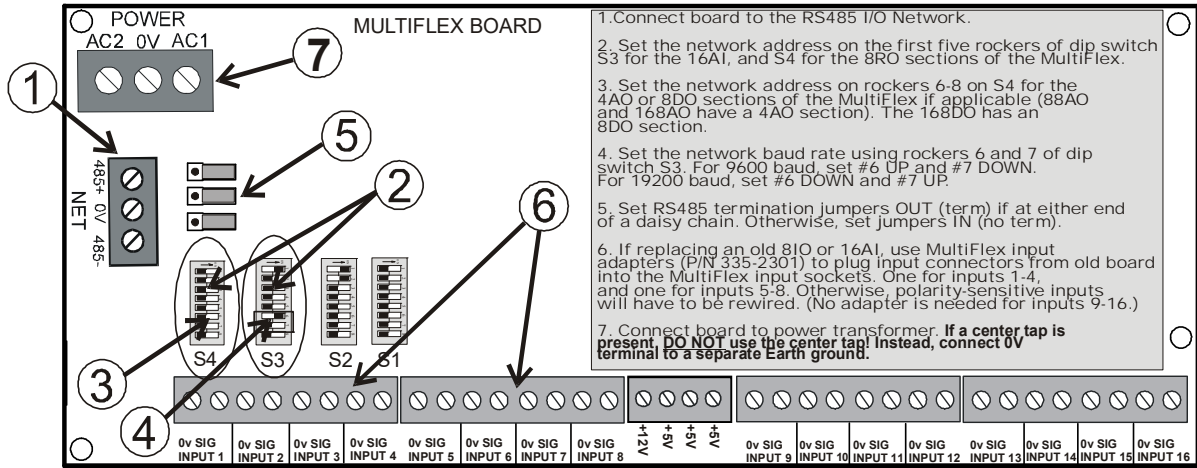 POWER
AC2 0V AC1
7
MULTIFLEX BOARD
1
5
2
6
485+ 0V 485-
NET
S4
S3
S2
S1
3
4
0v SIG
INPUT 1
0v SIG
INPUT 2
0v SIG
INPUT 3
0v SIG
INPUT 4
0v SIG
INPUT 5
0v SIG
INPUT 6
0v SIG
INPUT 7
0v SIG
INPUT 8
+12V
+5V
+5V
+5V
0v SIG
INPUT 9
0v SIG
INPUT 10
0v SIG
INPUT 11
0v SIG
INPUT 12
0v SIG
INPUT 13
0v SIG
INPUT 14
0v SIG
INPUT 15
0v SIG
INPUT 16
1.Connect board to the RS485 I/O Network.
2. Set the network address on the first five rockers of dip switch
S3 for the 16AI, and S4 for the 8RO sections of the MultiFlex.
3. Set the network address on rockers 6-8 on S4 for the
4AO or 8DO sections of the MultiFlex if applicable (88AO
and 168AO have a 4AO section). The 168DO has an
8DO section.
4. Set the network baud rate using rockers 6 and 7 of dip
switch S3. For 9600 baud, set #6 UP and #7 DOWN.
For 19200 baud, set #6 DOWN and #7 UP.
5. Set RS485 termination jumpers OUT (term) if at either end
of a daisy chain. Otherwise, set jumpers IN (no term).
6. If replacing an old 8IO or 16AI, use MultiFlex input
adapters (P/N 335-2301) to plug input connectors from old board
into the MultiFlex input sockets. One for inputs 1-4,
and one for inputs 5-8. Otherwise, polarity-sensitive inputs
will have to be rewired. (No adapter is needed for inputs 9-16.)
7. Connect board to power transformer. If a center tap is
present, DO NOT use the center tap! Instead, connect 0V
terminal to a separate Earth ground.